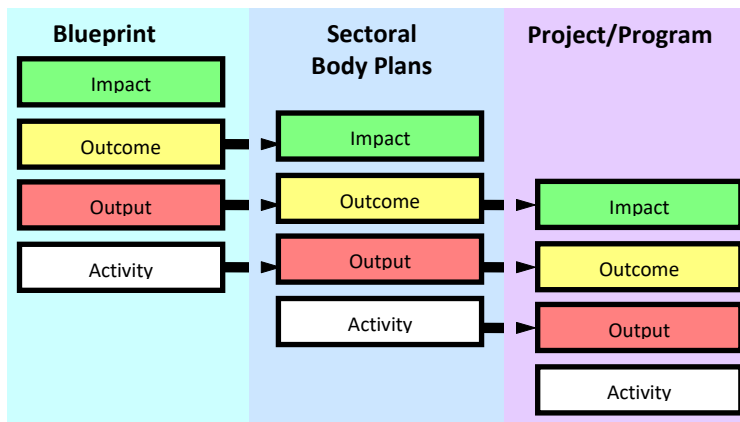 Blueprint
Impact
Outcome
Output
Activity
Sectoral
Body Plans
Impact
Outcome
Output
Activity
Project/Program
Impact
Outcome
Output
Activity